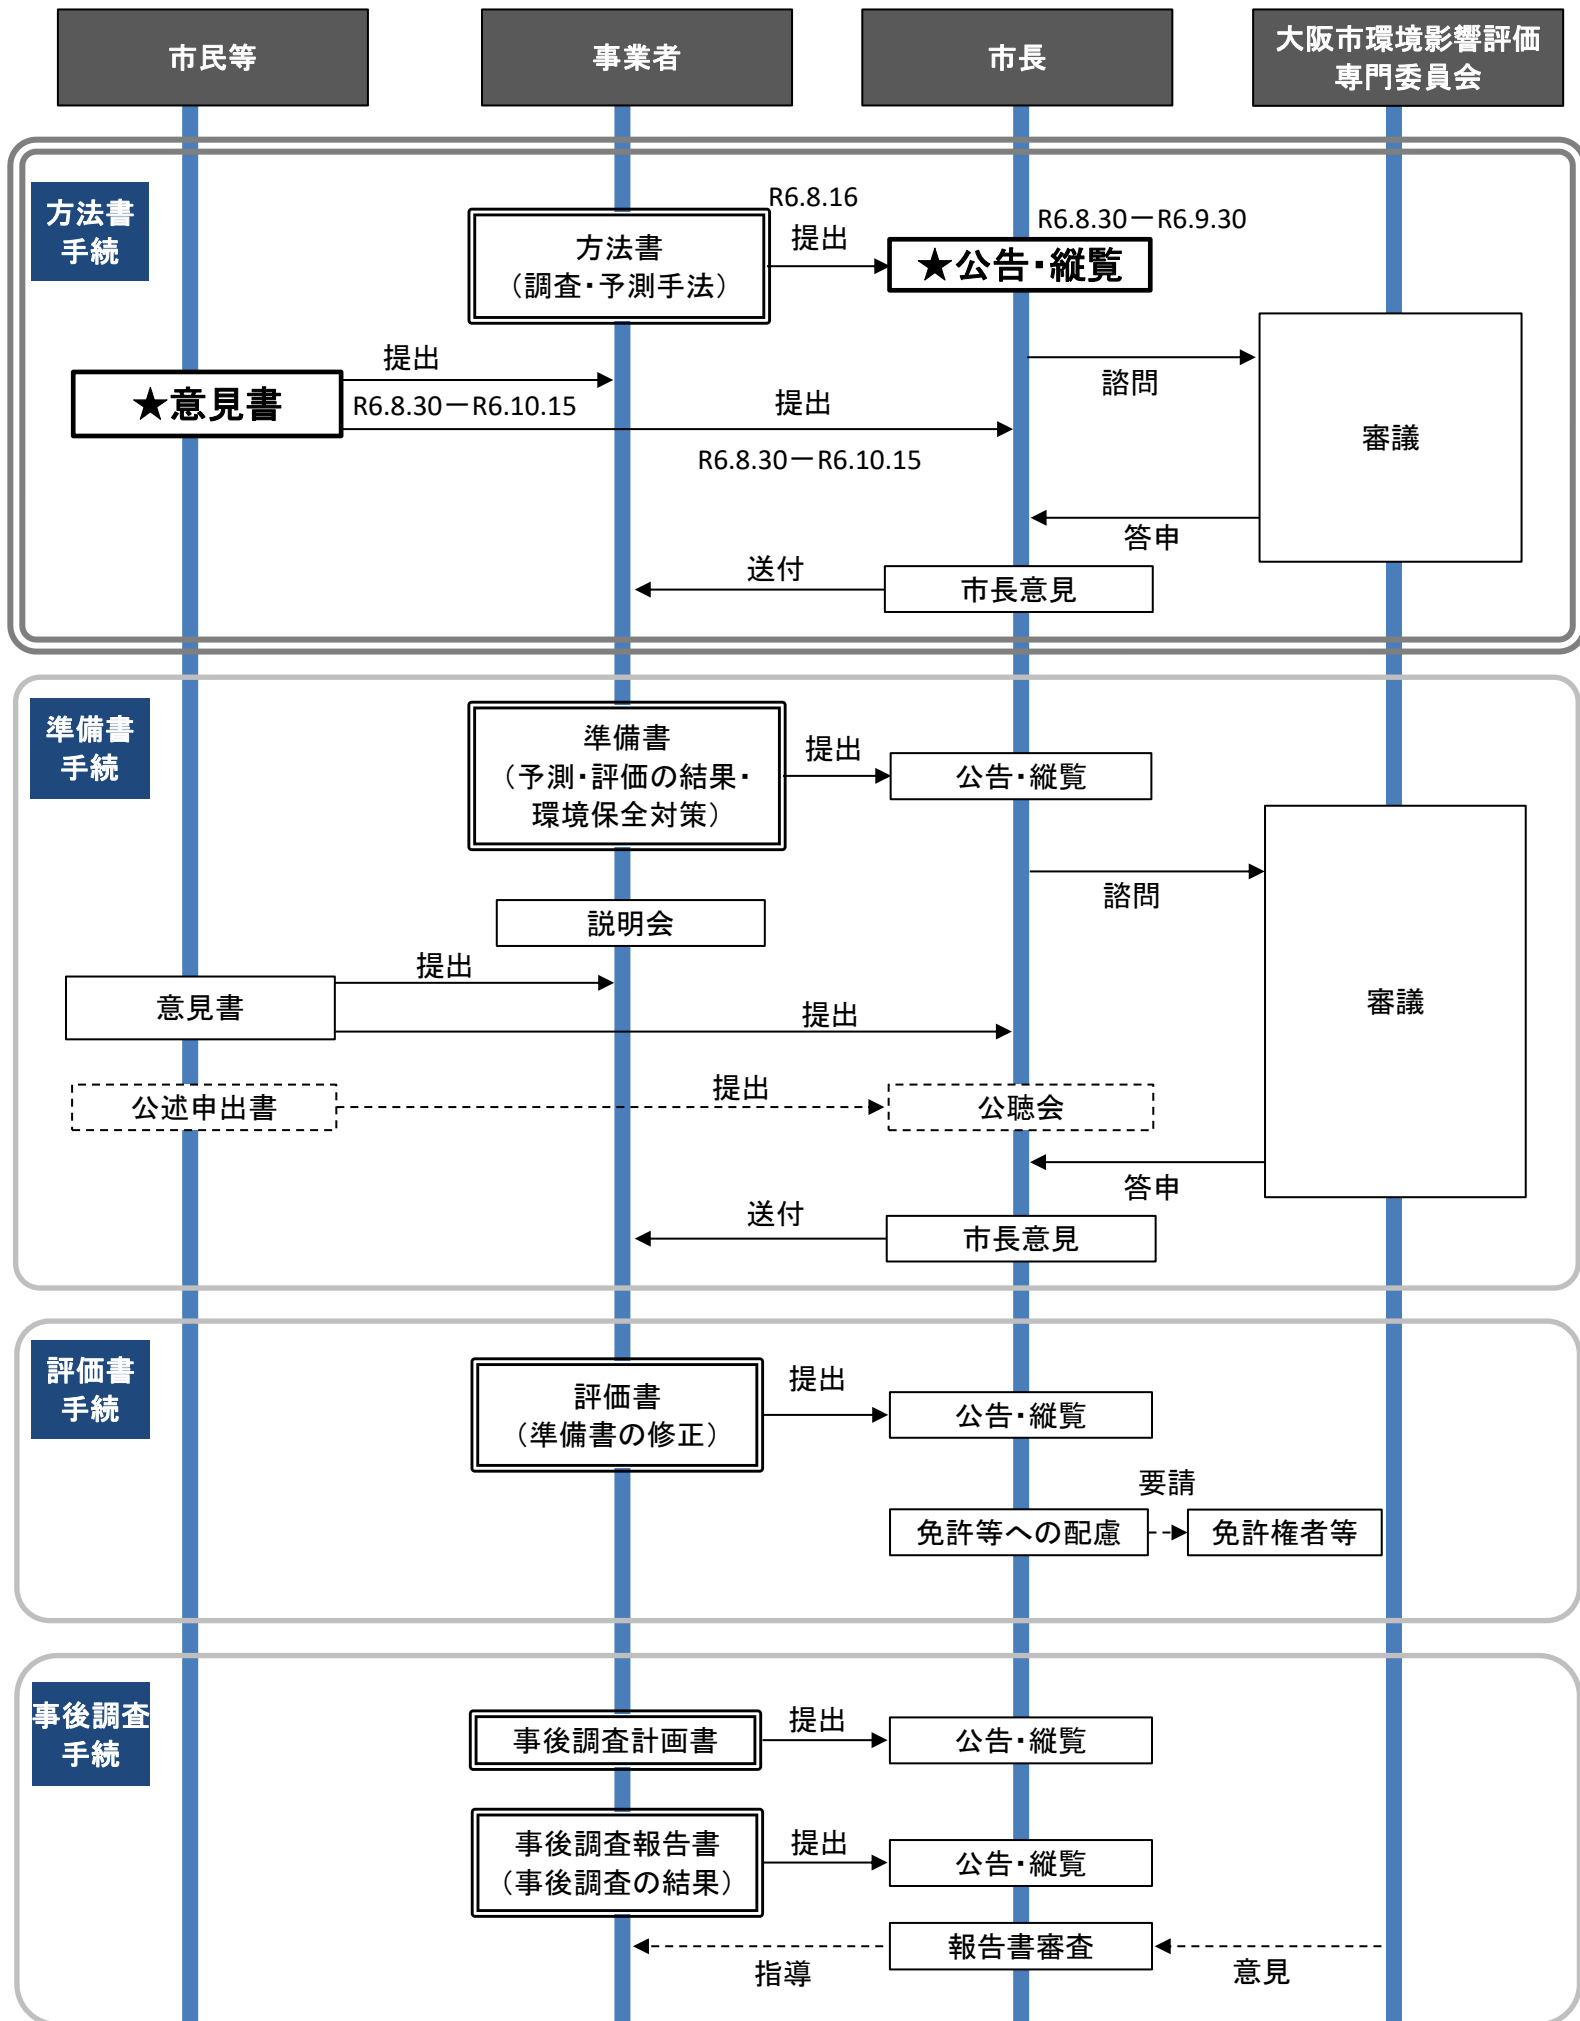 市民等
事業者
市長
大阪市環境影響評価
専門委員会
方法書
手続
方法書
（調査・予測手法）
R6.8.16
提出
R6.8.30－R6.9.30
★公告・縦覧
★意見書
提出
R6.8.30－R6.10.15
提出
R6.8.30－R6.10.15
諮問
審議
答申
送付
市長意見
準備書
手続
準備書
（予測・評価の結果・
環境保全対策）
提出
公告・縦覧
諮問
説明会
意見書
提出
提出
審議
公述申出書
提出
公聴会
答申
送付
市長意見
評価書
手続
評価書
（準備書の修正）
提出
公告・縦覧
要請
免許等への配慮
免許権者等
事後調査
手続
事後調査計画書
提出
公告・縦覧
事後調査報告書
（事後調査の結果）
提出
公告・縦覧
報告書審査
指導
意見